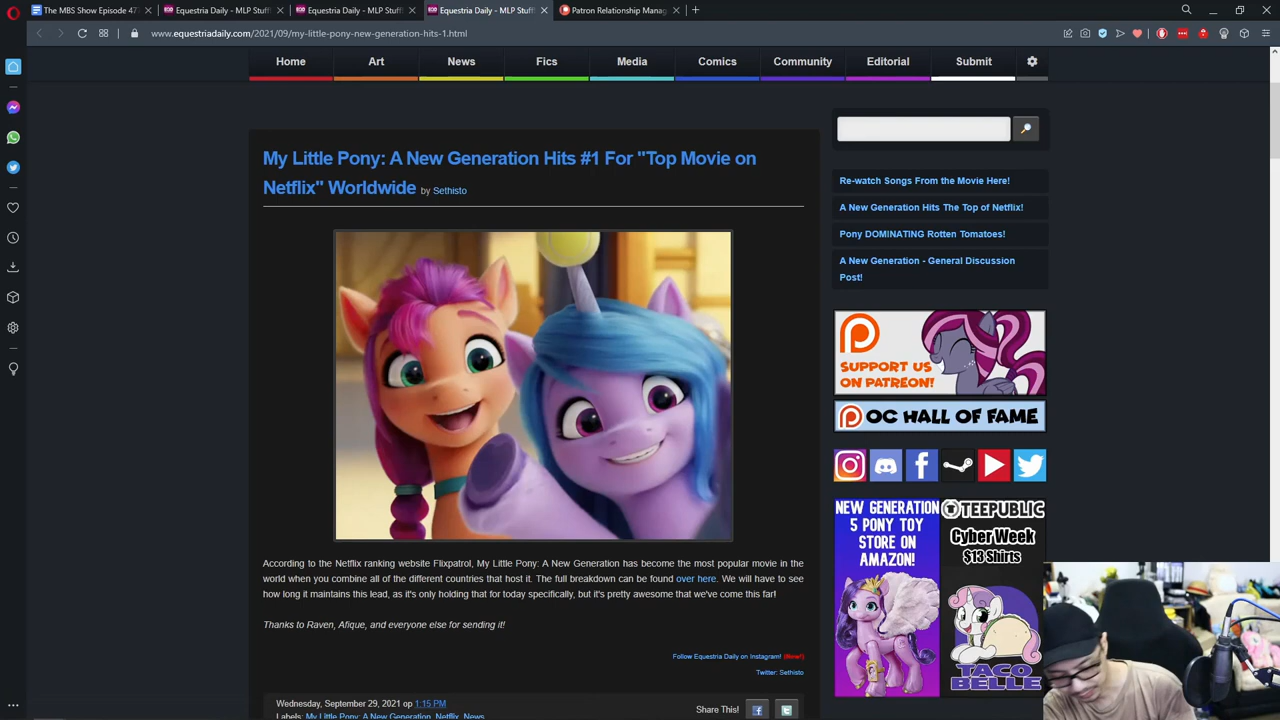 The MBS Show Episode 47
Equestria Daily - MLP Stuff!
Equestria Daily - MLP Stuff!
Equestria Daily - MLP Stuff!
Patron Relationship Manag
www.equestriadaily.com/2021/09/my-little-pony-new-generation-hits-1.html
Home Art News Fics Media Comics Community Editorial Submit
My Little Pony: A New Generation Hits #1 For "Top Movie on
Netflix" Worldwide by Sethisto
According to the Netflix ranking website Flixpatrol, My Little Pony: A New Generation has become the most popular movie in the
world when you combine all of the different countries that host it. The full breakdown can be found over here. We will have to see
how long it maintains this lead, as it's only holding that for today specifically, but it's pretty awesome that we've come this far!
Thanks to Raven, Afique, and everyone else for sending it!
Follow Equestria Daily on Instagram! (New!)
Twitter: Sethisto
Wednesday, September 29, 2021 op 1:15 PM
Labels: My Little Pony: A New Generation, Netflix, News
Share This!
Re-watch Songs From the Movie Here!
A New Generation Hits The Top of Netflix!
Pony DOMINATING Rotten Tomatoes!
A New Generation - General Discussion
Post!
SUPPORT US
ON PATREON!
OC HALL OF FAME
NEW GENERATION
5 PONY TOY
STORE ON
AMAZON!
TEEPUBLIC
Cyber Week
$13 Shirts
TACO
BELLE